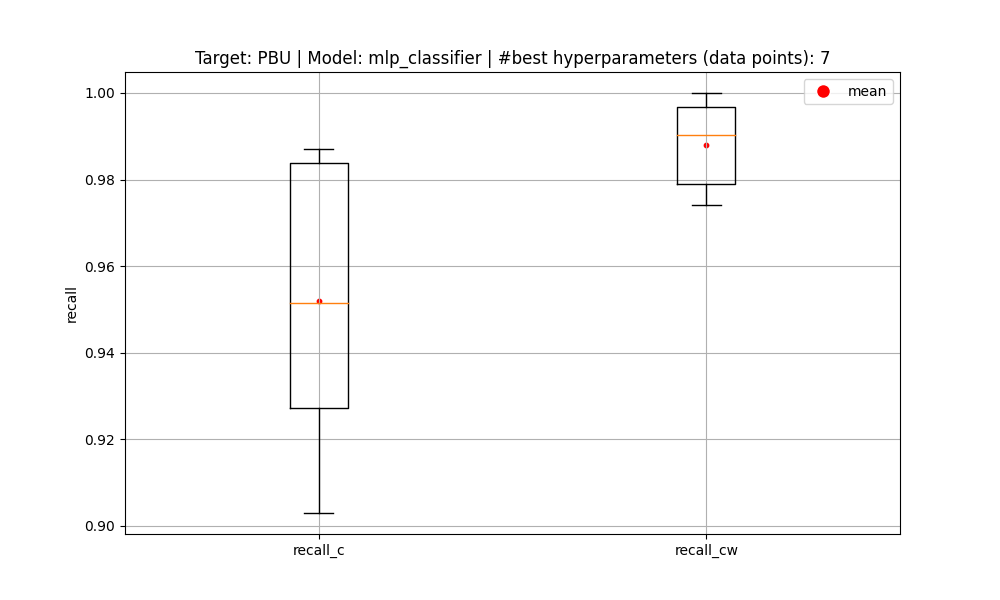 Target: PBU | Model: mlp_classifier | #best hyperparameters (data points): 7
mean
1.00
0.98
0.96
0.94
0.92
0.90
recall
recall_c
recall_cw